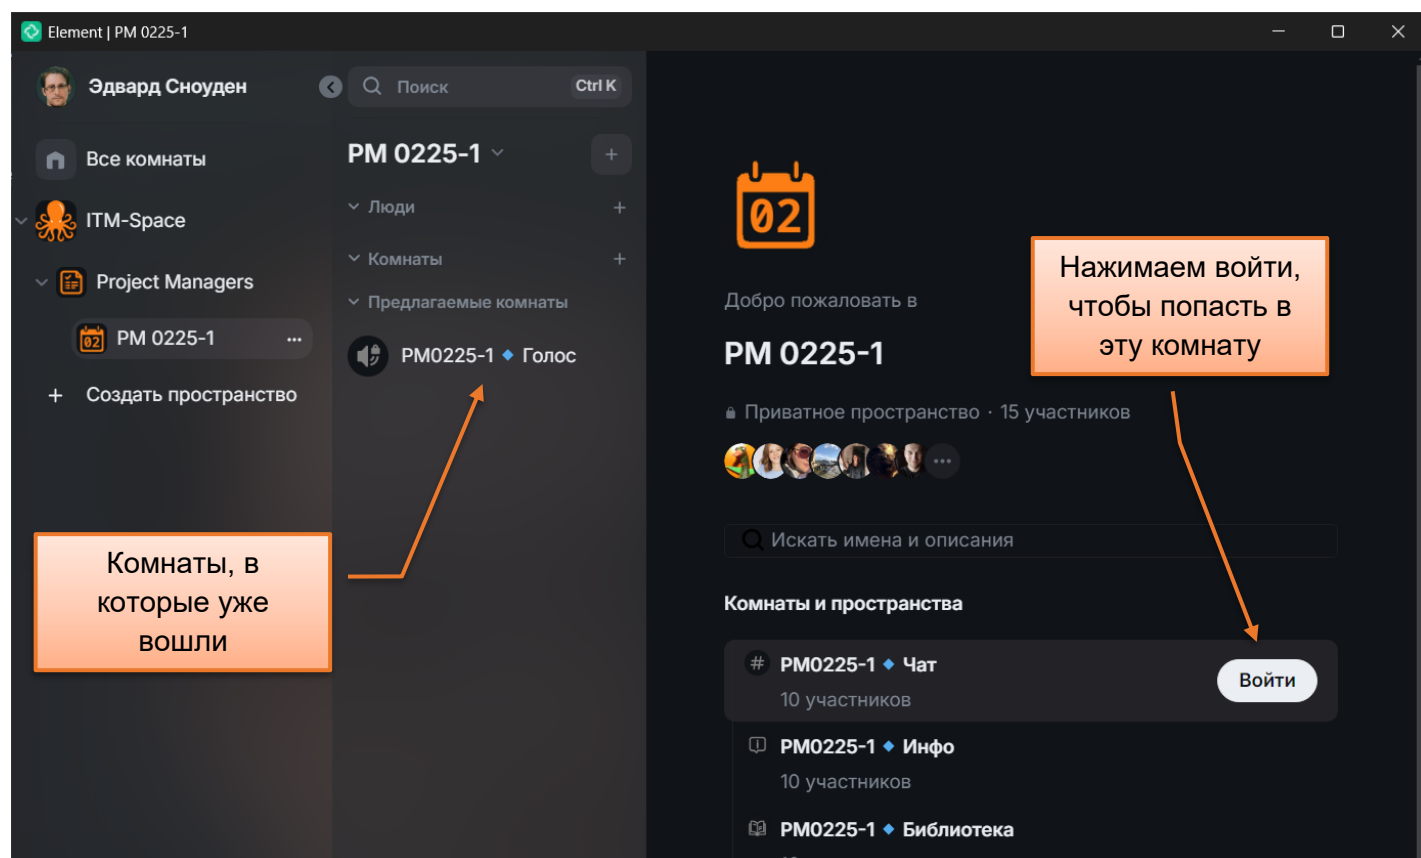 Element | PM 0225-1
Эдвард Сноуден
Поиск
Ctrl K
Все комнаты
ITM-Space
Project Managers
PM 0225-1
Создать пространство
PM 0225-1
Люди
Комнаты
Предлагаемые комнаты
PM0225-1 🔹 Голос
Комнаты, в
которые уже
вошли
02
Добро пожаловать в
PM 0225-1
Приватное пространство · 15 участников
Нажимаем войти,
чтобы попасть в
эту комнату
Искать имена и описания
Комнаты и пространства
PM0225-1 🔹 Чат
10 участников
Войти
PM0225-1 🔹 Инфо
10 участников
PM0225-1 🔹 Библиотека